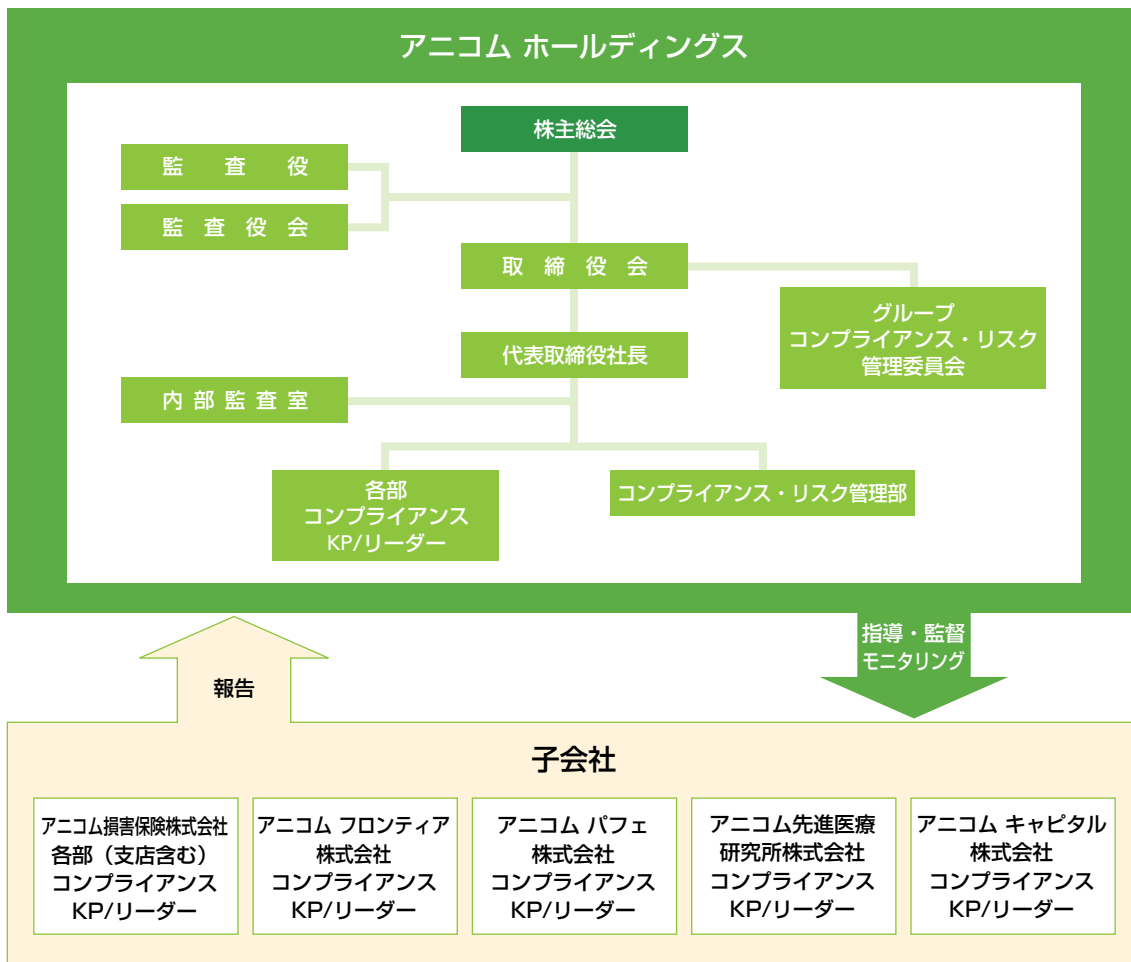 アニコム ホールディングス
株主総会
監査役
監査役会
取締役会
グループ
コンプライアンス・リスク
管理委員会
代表取締役社長
内部監査室
各部
コンプライアンス
KP/リーダー
コンプライアンス・リスク管理部
指導・監督
モニタリング
報告
子会社
アニコム損害保険株式会社
各部（支店含む）
コンプライアンス
KP/リーダー
アニコム フロンティア
株式会社
コンプライアンス
KP/リーダー
アニコム パフェ
株式会社
コンプライアンス
KP/リーダー
アニコム先進医療
研究所株式会社
コンプライアンス
KP/リーダー
アニコム キャピタル
株式会社
コンプライアンス
KP/リーダー